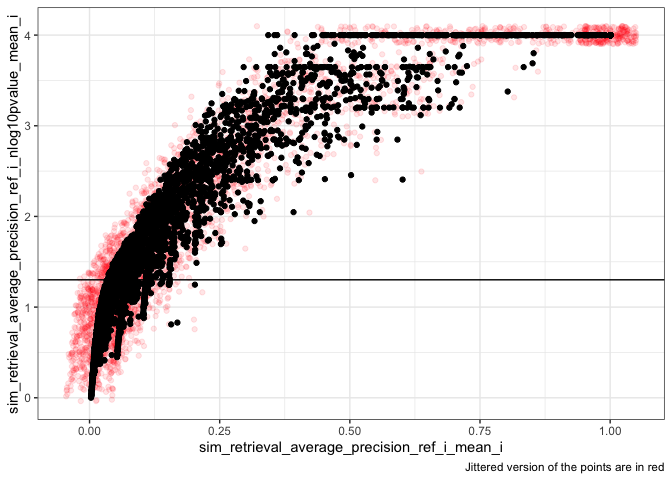 sim_retrieval_average_precision_ref_i_nlog10pvalue_mean_i
4
3
2
1
0
0.00 0.25 0.50 0.75 1.00
sim_retrieval_average_precision_ref_i_mean_i
Jittered version of the points are in red